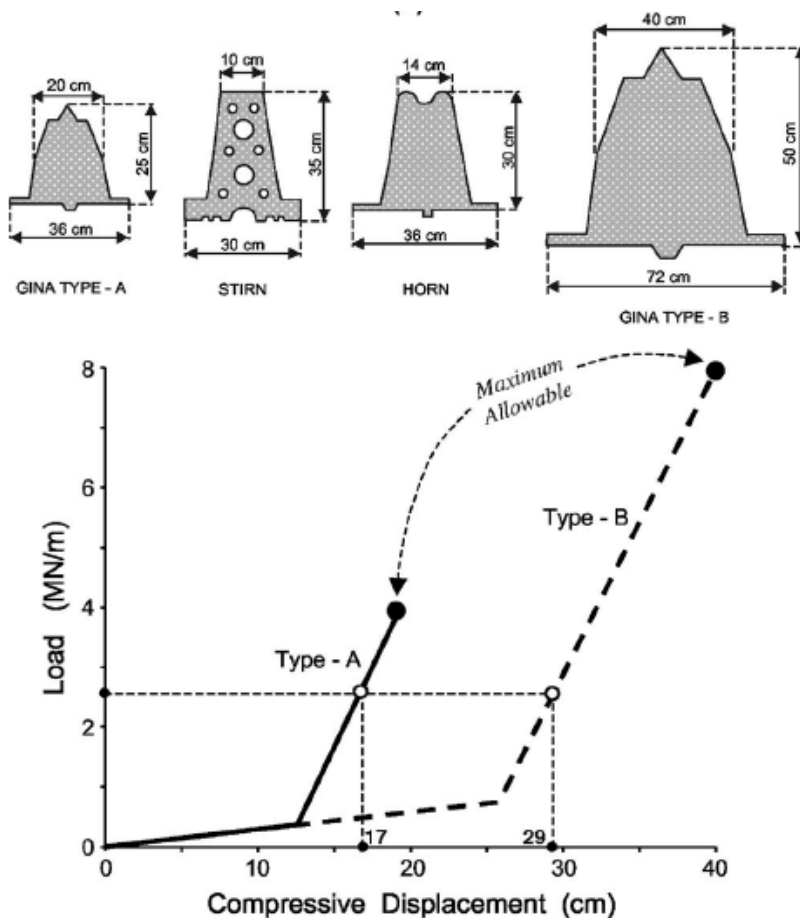 40 cm
10 cm
14 cm
20 cm
25 cm
35 cm
30 cm
50 cm
36 cm
30 cm
36 cm
72 cm
GINA TYPE - A
STIRN
HORN
GINA TYPE - B
8
Maximum
Allowable
6
Type - B
Load (MN/m)
4
Type - A
2
0
17
29
0
10
20
30
40
Compressive Displacement (cm)